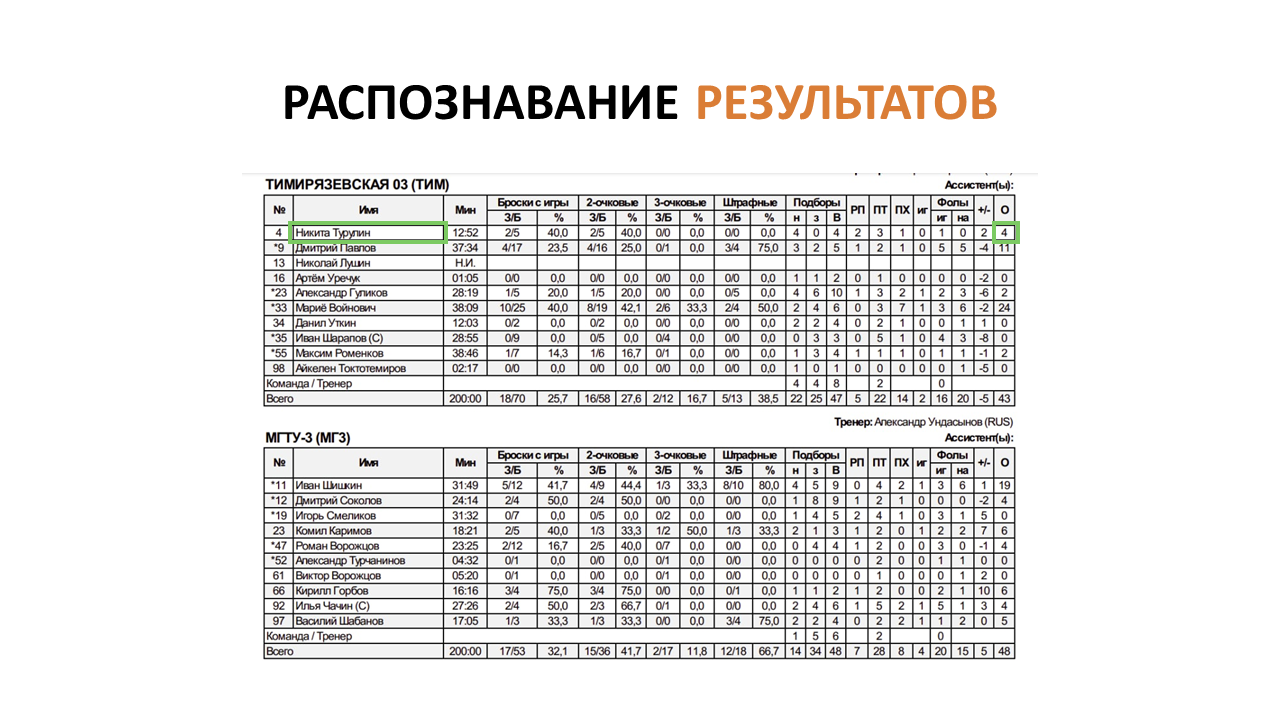 РАСПОЗНАВАНИЕ РЕЗУЛЬТАТОВ
ТИМИРЯЗЕВСКАЯ 03 (ТИМ) Ассистент(ы):
№ Имя Мин Броски с игры 2-очковые 3-очковые Штрафные Подборы РП ПТ ПХ иг Фолы +/- О
З/Б % З/Б % З/Б % З/Б % н з В иг на
4 Никита Турулин 12:52 2/5 40,0 2/5 40,0 0/0 0,0 0/0 0,0 4 0 4 2 3 1 0 1 0 2 4
*9 Дмитрий Павлов 37:34 4/17 23,5 4/16 25,0 0/1 0,0 3/4 75,0 3 2 5 1 2 1 0 5 5 -4 11
13 Николай Лушин Н.И.
16 Артём Уречук 01:05 0/0 0,0 0/0 0,0 0/0 0,0 0/0 0,0 1 1 2 0 1 0 0 0 0 -2 0
*23 Александр Гуликов 28:19 1/5 20,0 1/5 20,0 0/0 0,0 0/5 0,0 4 6 10 1 3 2 1 2 3 -6 2
*33 Мариё Войнович 38:09 10/25 40,0 8/19 42,1 2/6 33,3 2/4 50,0 2 4 6 0 3 7 1 3 6 -2 24
34 Данил Уткин 12:03 0/2 0,0 0/2 0,0 0/0 0,0 0/0 0,0 2 2 4 0 2 1 0 0 1 1 0
*35 Иван Шарапов (С) 28:55 0/9 0,0 0/5 0,0 0/4 0,0 0/0 0,0 0 3 3 0 5 1 0 4 3 -8 0
*55 Максим Роменков 38:46 1/7 14,3 1/6 16,7 0/1 0,0 0/0 0,0 1 3 4 1 1 1 0 1 1 -1 2
98 Айкелен Токтотемиров 02:17 0/0 0,0 0/0 0,0 0/0 0,0 0/0 0,0 1 0 1 0 0 0 0 0 1 -5 0
Команда / Тренер 4 4 8 2 0
Всего 200:00 18/70 25,7 16/58 27,6 2/12 16,7 5/13 38,5 22 25 47 5 22 14 2 16 20 -5 43
Тренер: Александр Ундасынов (RUS)
МГТУ-3 (МГ3) Ассистент(ы):
№ Имя Мин Броски с игры 2-очковые 3-очковые Штрафные Подборы РП ПТ ПХ иг Фолы +/- О
З/Б % З/Б % З/Б % З/Б % н з В иг на
*11 Иван Шишкин 31:49 5/12 41,7 4/9 44,4 1/3 33,3 8/10 80,0 4 5 9 0 4 2 1 3 6 1 19
*12 Дмитрий Соколов 24:14 2/4 50,0 2/4 50,0 0/0 0,0 0/0 0,0 1 8 9 1 2 1 0 0 0 -2 4
*19 Игорь Смеликов 31:32 0/7 0,0 0/5 0,0 0/2 0,0 0/0 0,0 1 4 5 2 4 1 0 3 1 5 0
23 Комил Каримов 18:21 2/5 40,0 1/3 33,3 1/2 50,0 1/3 33,3 2 1 3 1 2 0 1 2 2 7 6
*47 Роман Ворожцов 23:25 2/12 16,7 2/5 40,0 0/7 0,0 0/0 0,0 0 4 4 1 2 0 0 3 0 -1 4
*52 Александр Турчанинов 04:32 0/1 0,0 0/0 0,0 0/1 0,0 0/0 0,0 0 0 0 0 2 0 0 1 1 0 0
61 Виктор Ворожцов 05:20 0/1 0,0 0/0 0,0 0/1 0,0 0/0 0,0 0 0 0 0 1 0 0 0 1 2 0
66 Кирилл Горбов 16:16 3/4 75,0 3/4 75,0 0/0 0,0 0/1 0,0 1 1 2 1 2 0 0 2 1 10 6
92 Илья Чачин (С) 27:26 2/4 50,0 2/3 66,7 0/1 0,0 0/0 0,0 2 4 6 1 5 2 1 5 1 3 4
97 Василий Шабанов 17:05 1/3 33,3 1/3 33,3 0/0 0,0 3/4 75,0 2 2 4 0 2 2 1 1 2 0 5
Команда / Тренер 1 5 6 2 0
Всего 200:00 17/53 32,1 15/36 41,7 2/17 11,8 12/18 66,7 14 34 48 7 28 8 4 20 15 5 48